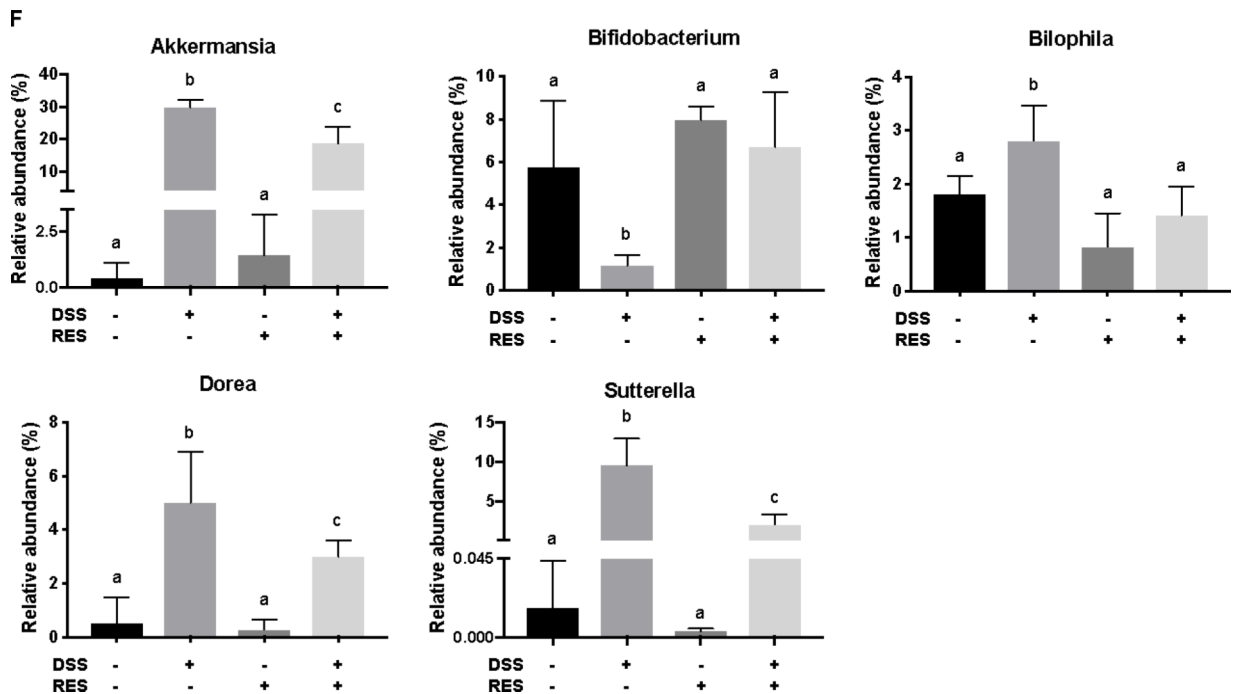 F
Akkermansia
Relative abundance (%)
40
30
20
10
2.5
0.0
a
b
a
c
DSS - + - +
RES - - + +
Bifidobacterium
Relative abundance (%)
10
8
6
4
2
0
a
b
a
a
DSS - + - +
RES - - + +
Bilophila
Relative abundance (%)
4
3
2
1
0
a
b
a
a
DSS - + - +
RES - - + +
Dorea
Relative abundance (%)
8
6
4
2
0
a
b
a
c
DSS - + - +
RES - - + +
Sutterella
Relative abundance (%)
15
10
5
0.045
0.000
a
b
a
c
DSS - + - +
RES - - + +